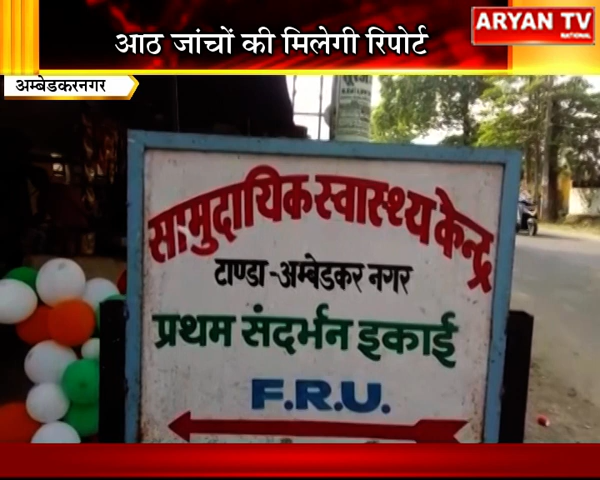 आठ जांचों की मिलेगी रिपोर्ट
ARYAN TV
NATIONAL
अम्बेडकरनगर
सामुदायिक स्वास्थ्य केन्द्र
टाण्डा-अम्बेडकर नगर
प्रथम संदर्भन इकाई
F.R.U.